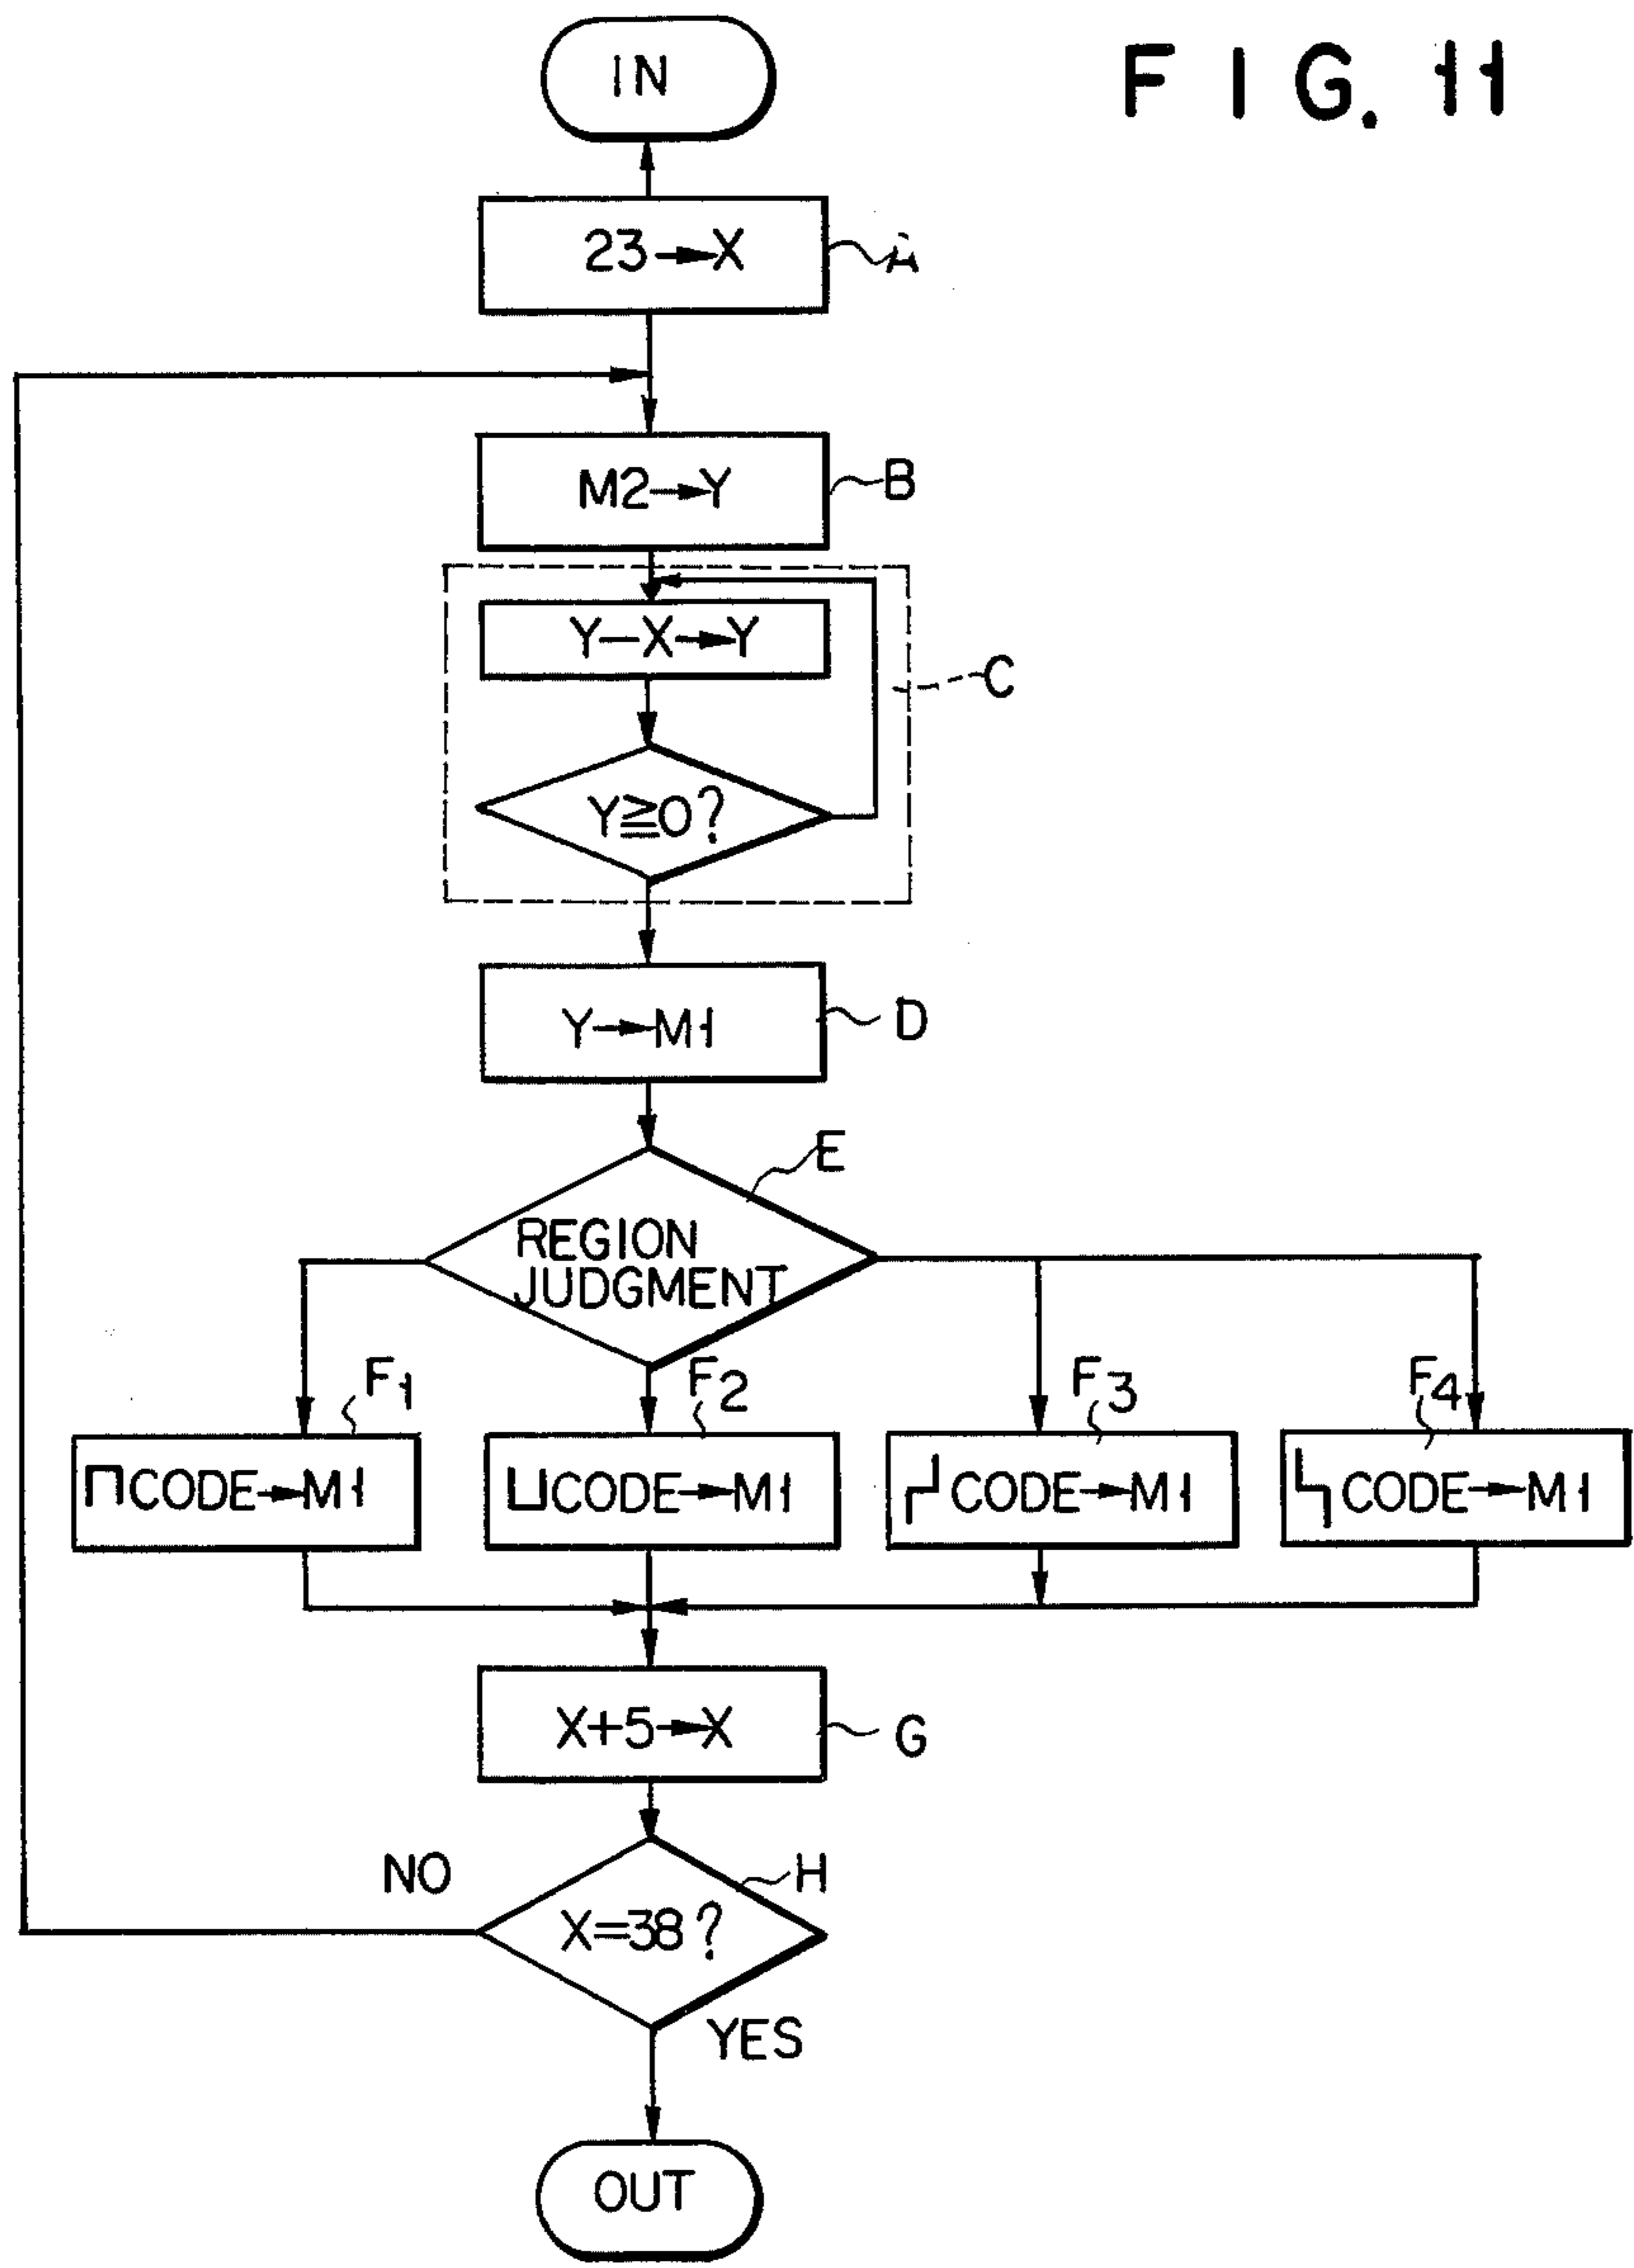 FIG. 11
IN
23→X
A
M2→Y
B
Y−X→Y
C
Y≧0?
Y→M1
D
E
REGION
JUDGMENT
F1
F2
F3
F4
CODE→M1
CODE→M1
CODE→M1
CODE→M1
X+5→X
G
NO
H
X=38?
YES
OUT